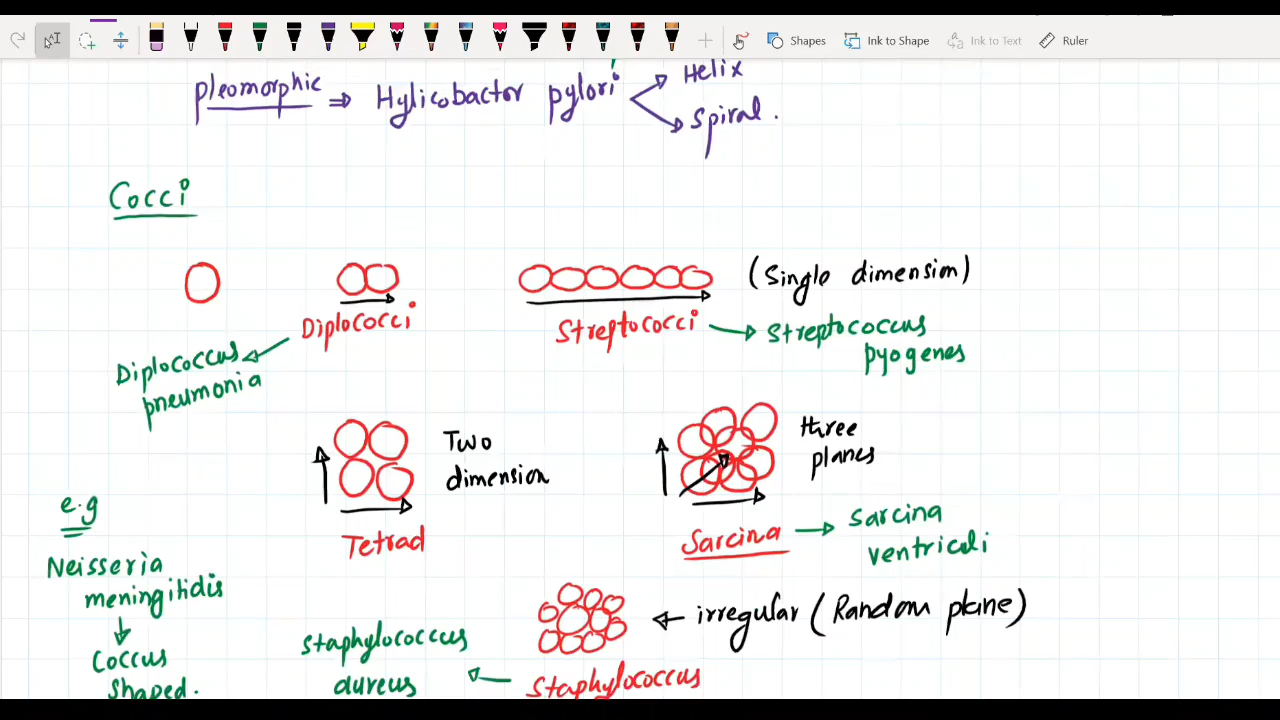 Shapes
Ink to Shape
Ink to Text
Ruler
pleomorphic ⇒ Hylicobactor pylori
Helix
Spiral.
Cocci
(Single dimension)
Diplococci
Streptococci
Streptococcus
pyogenes
Diplococcus
pneumonia
Two
dimension
three
planes
e.g
Tetrad
Sarcina
Sarcina
ventriculi
Neisseria
meningitidis
Coccus
Shaped.
irregular (Random plane)
Staphylococcus
aureus
Staphylococcus